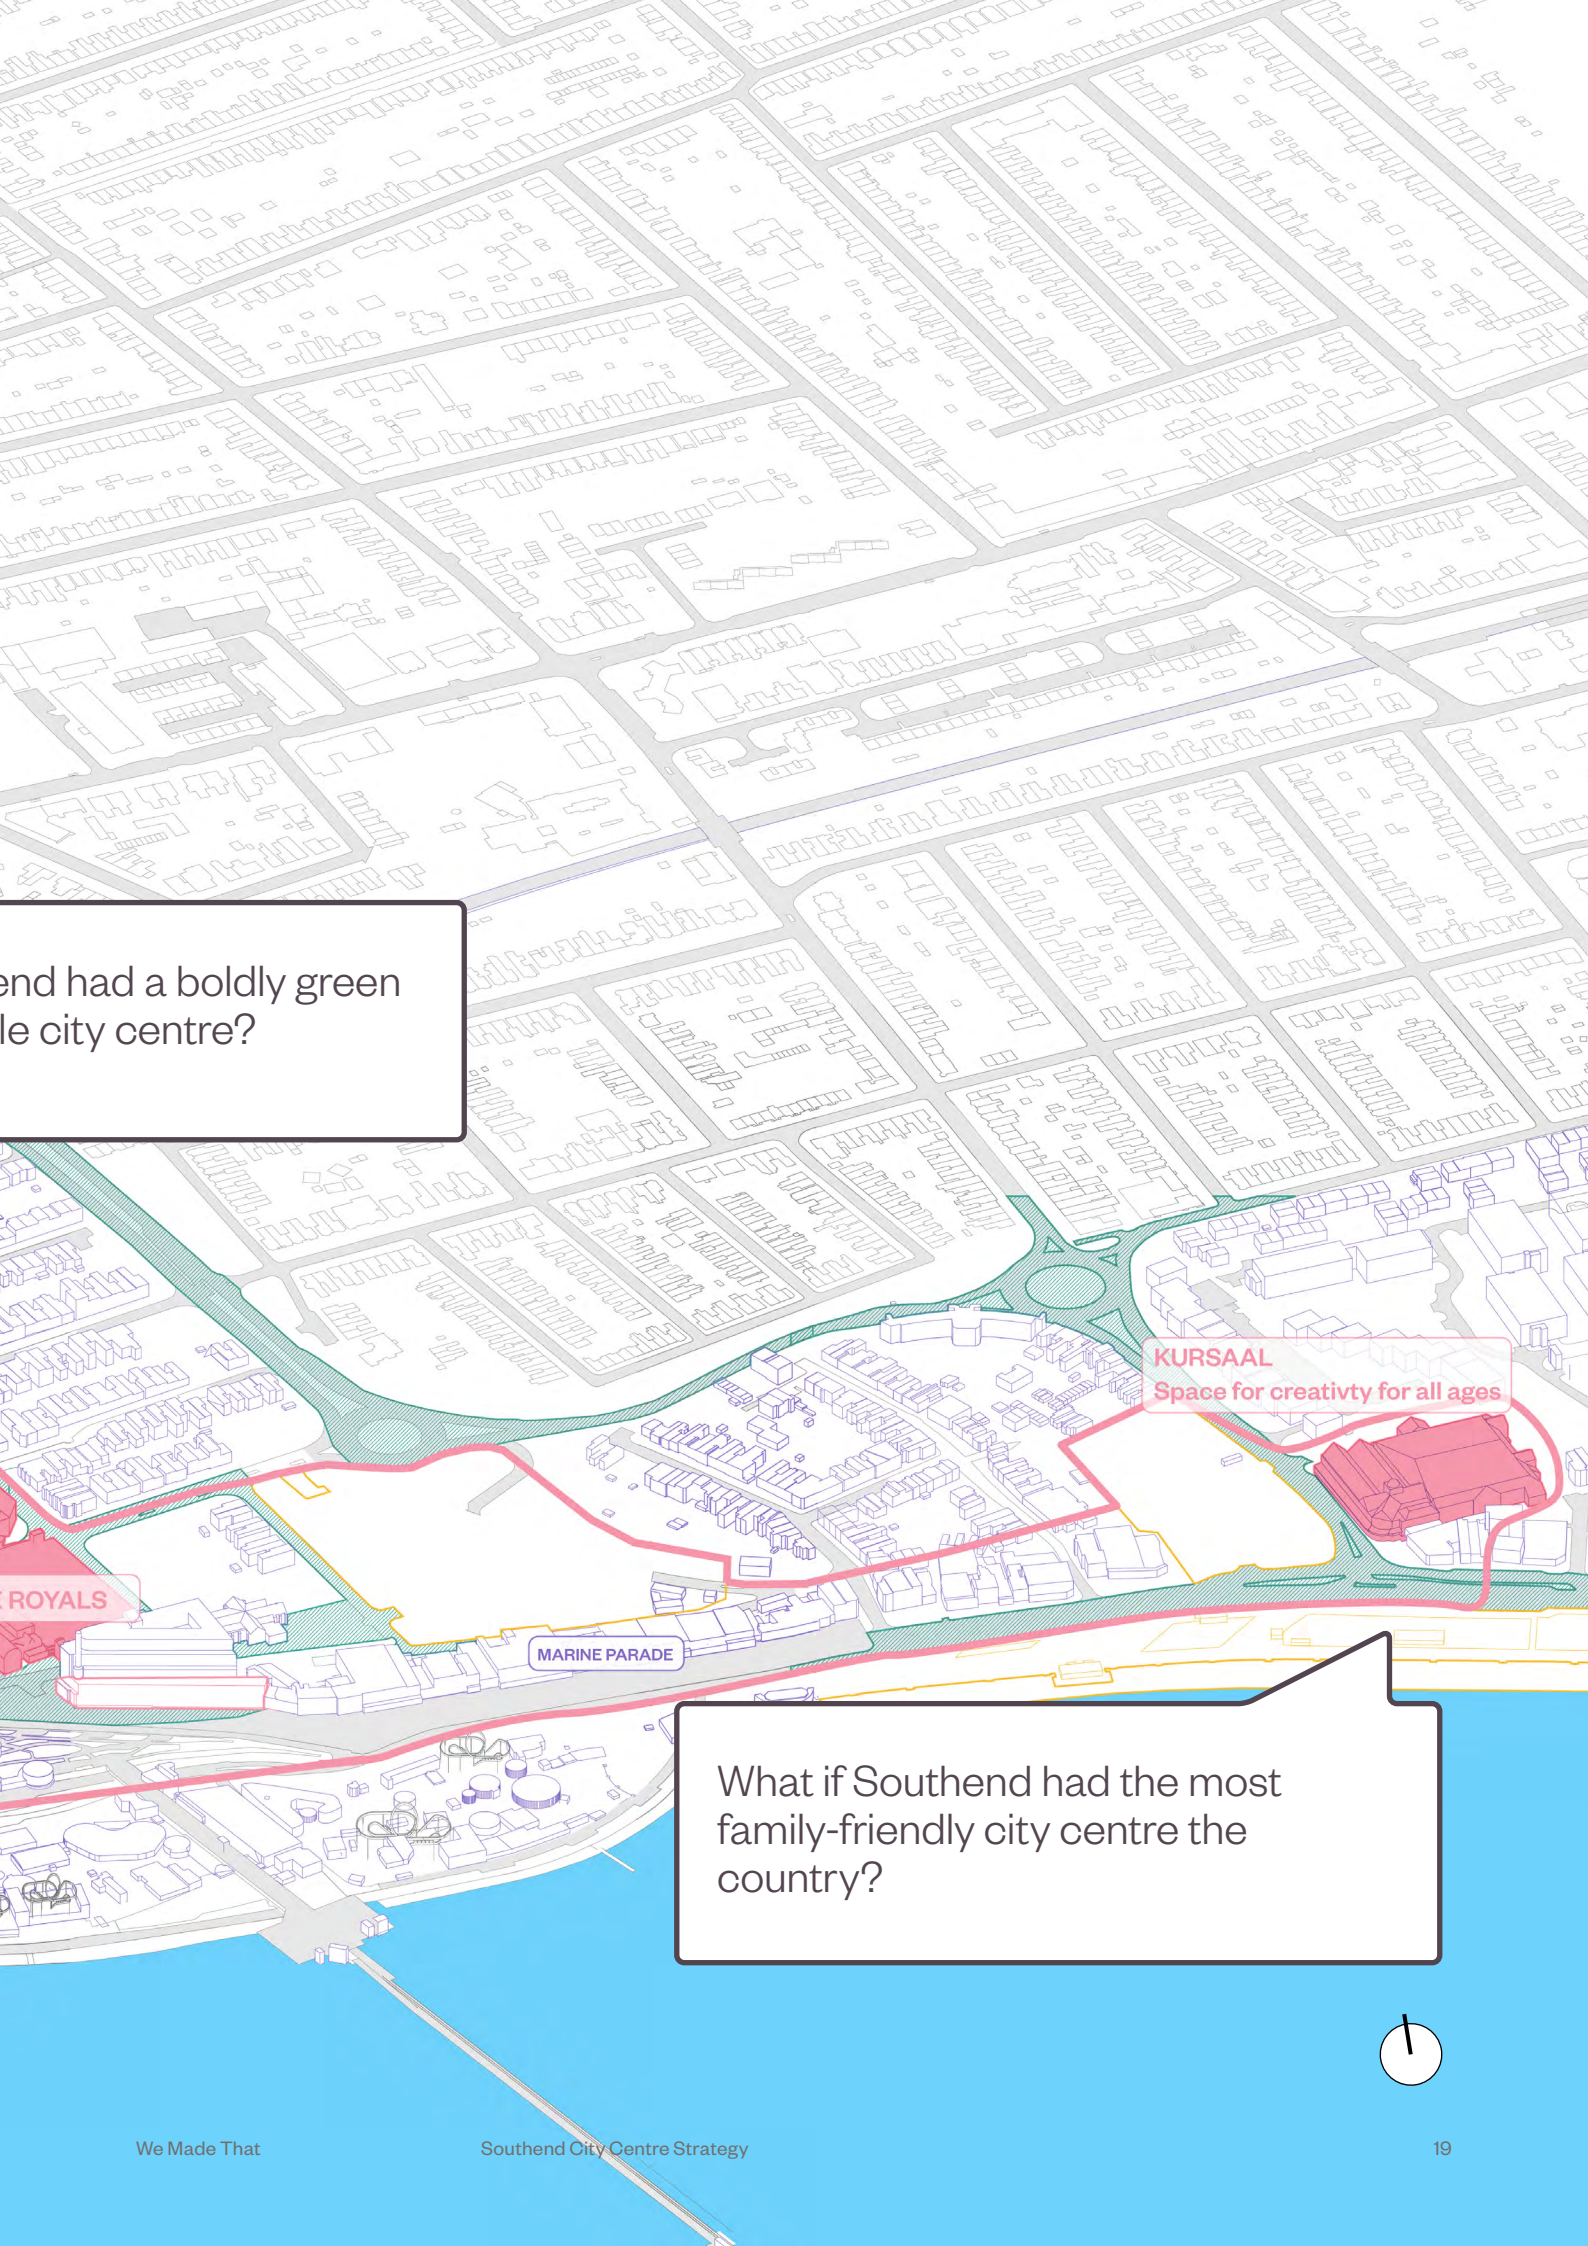 end had a boldly green
le city centre?
KURSAAL
Space for creativty for all ages
E ROYALS
MARINE PARADE
What if Southend had the most
family-friendly city centre the
country?
We Made That
Southend City Centre Strategy
19